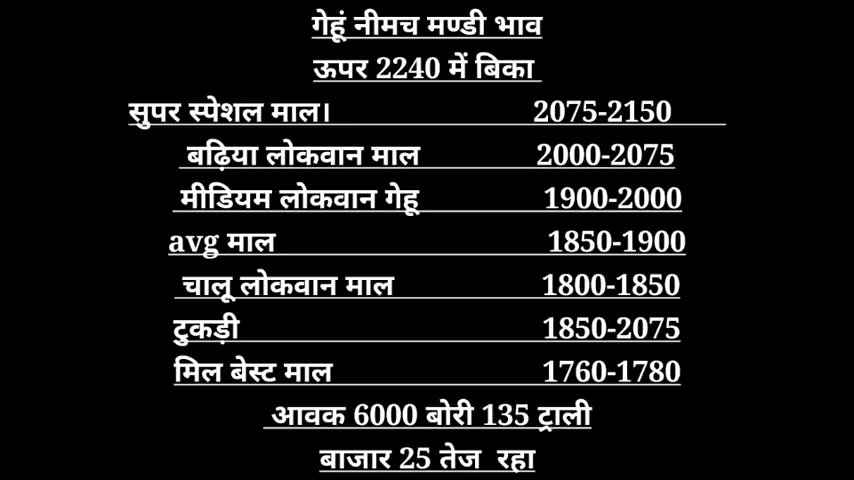 गेहूं नीमच मण्डी भाव
ऊपर 2240 में बिका
सुपर स्पेशल माल। 2075-2150
बढ़िया लोकवान माल 2000-2075
मीडियम लोकवान गेहू 1900-2000
avg माल 1850-1900
चालू लोकवान माल 1800-1850
टुकड़ी 1850-2075
मिल बेस्ट माल 1760-1780
आवक 6000 बोरी 135 ट्राली
बाजार 25 तेज रहा